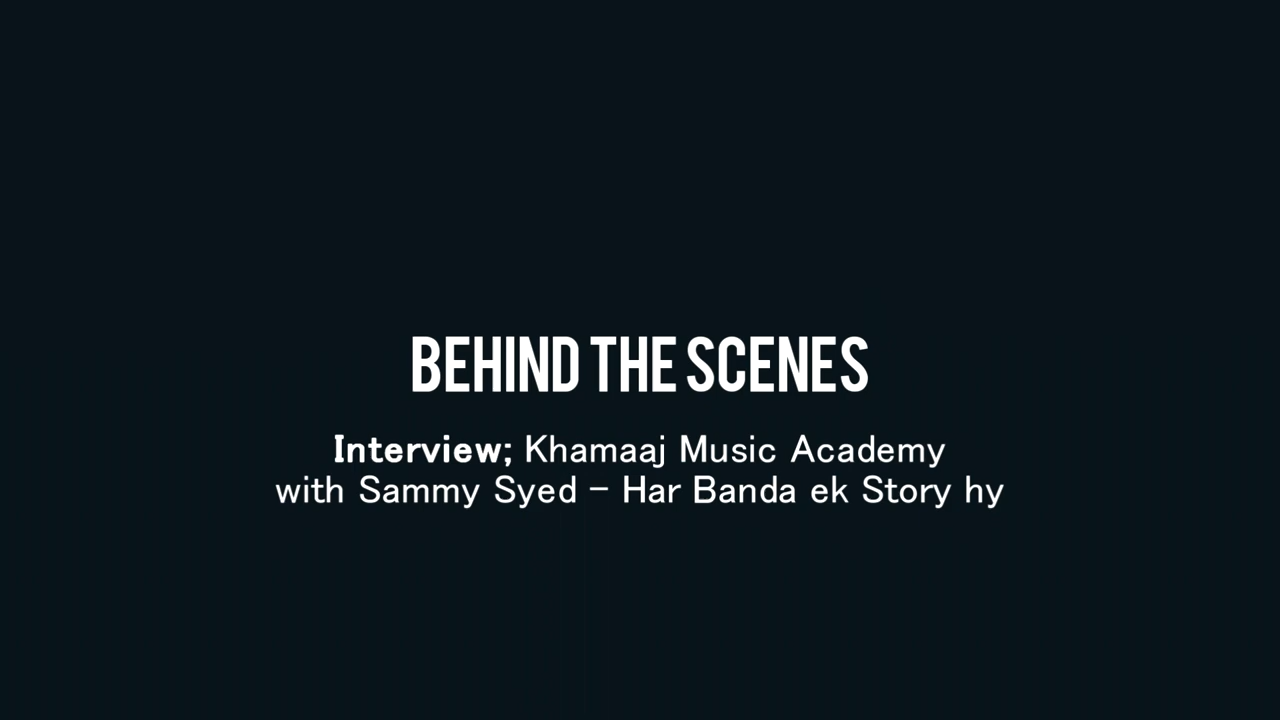 BEHIND THE SCENES
Interview; Khamaaj Music Academy
with Sammy Syed - Har Banda ek Story hy